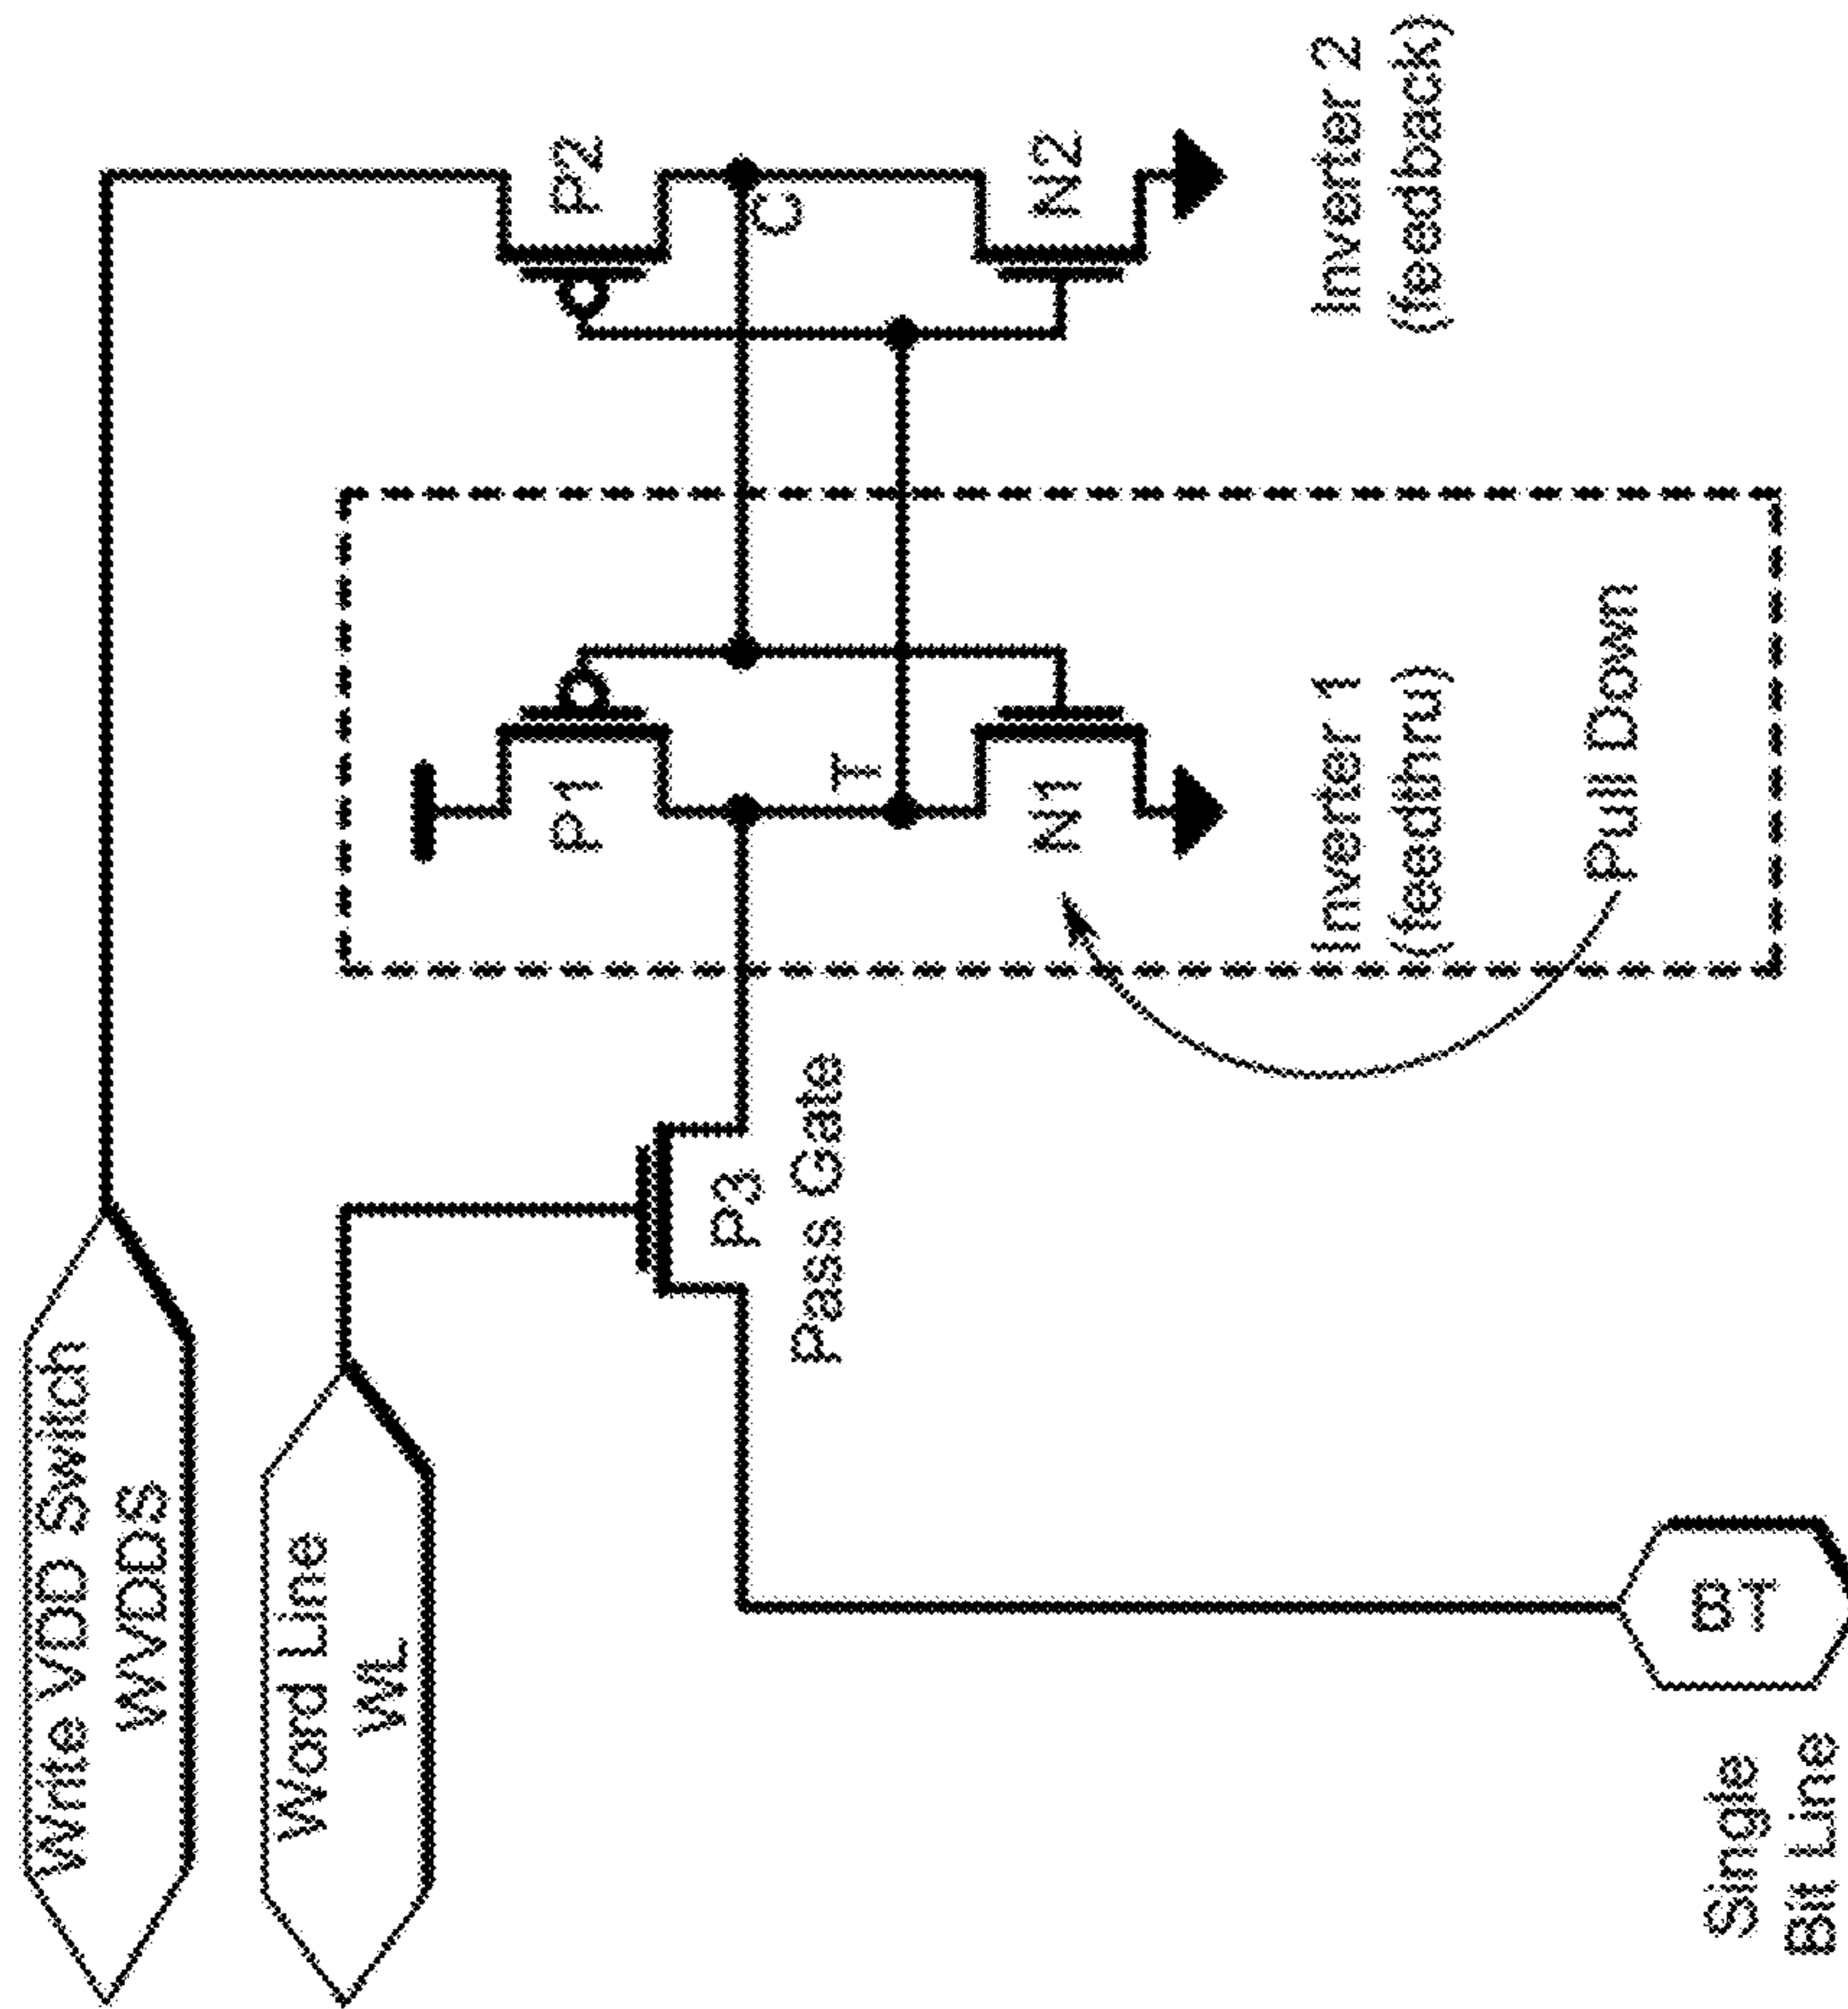 Write VDD Switch
WVDDS
Word Line
WL
P3
Pass Gate
Single
Bit Line
BT
P1
T
N1
Inverter 1
(feedthru)
Pull Down
P2
C
N2
Inverter 2
(feedback)